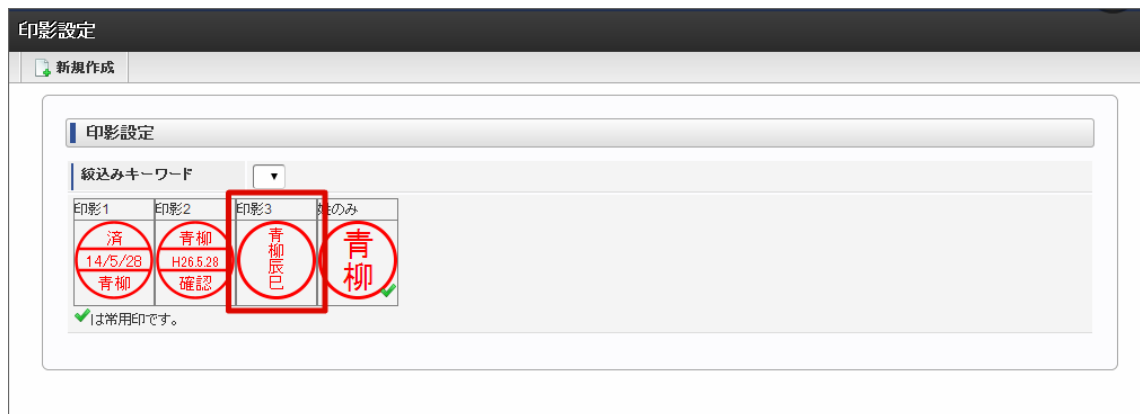 印影設定
新規作成
印影設定
絞込みキーワード
印影1
印影2
印影3
姓のみ
済
14/5/28
青柳
青柳
H26.5.28
確認
青柳辰巳
青柳
は常用印です。